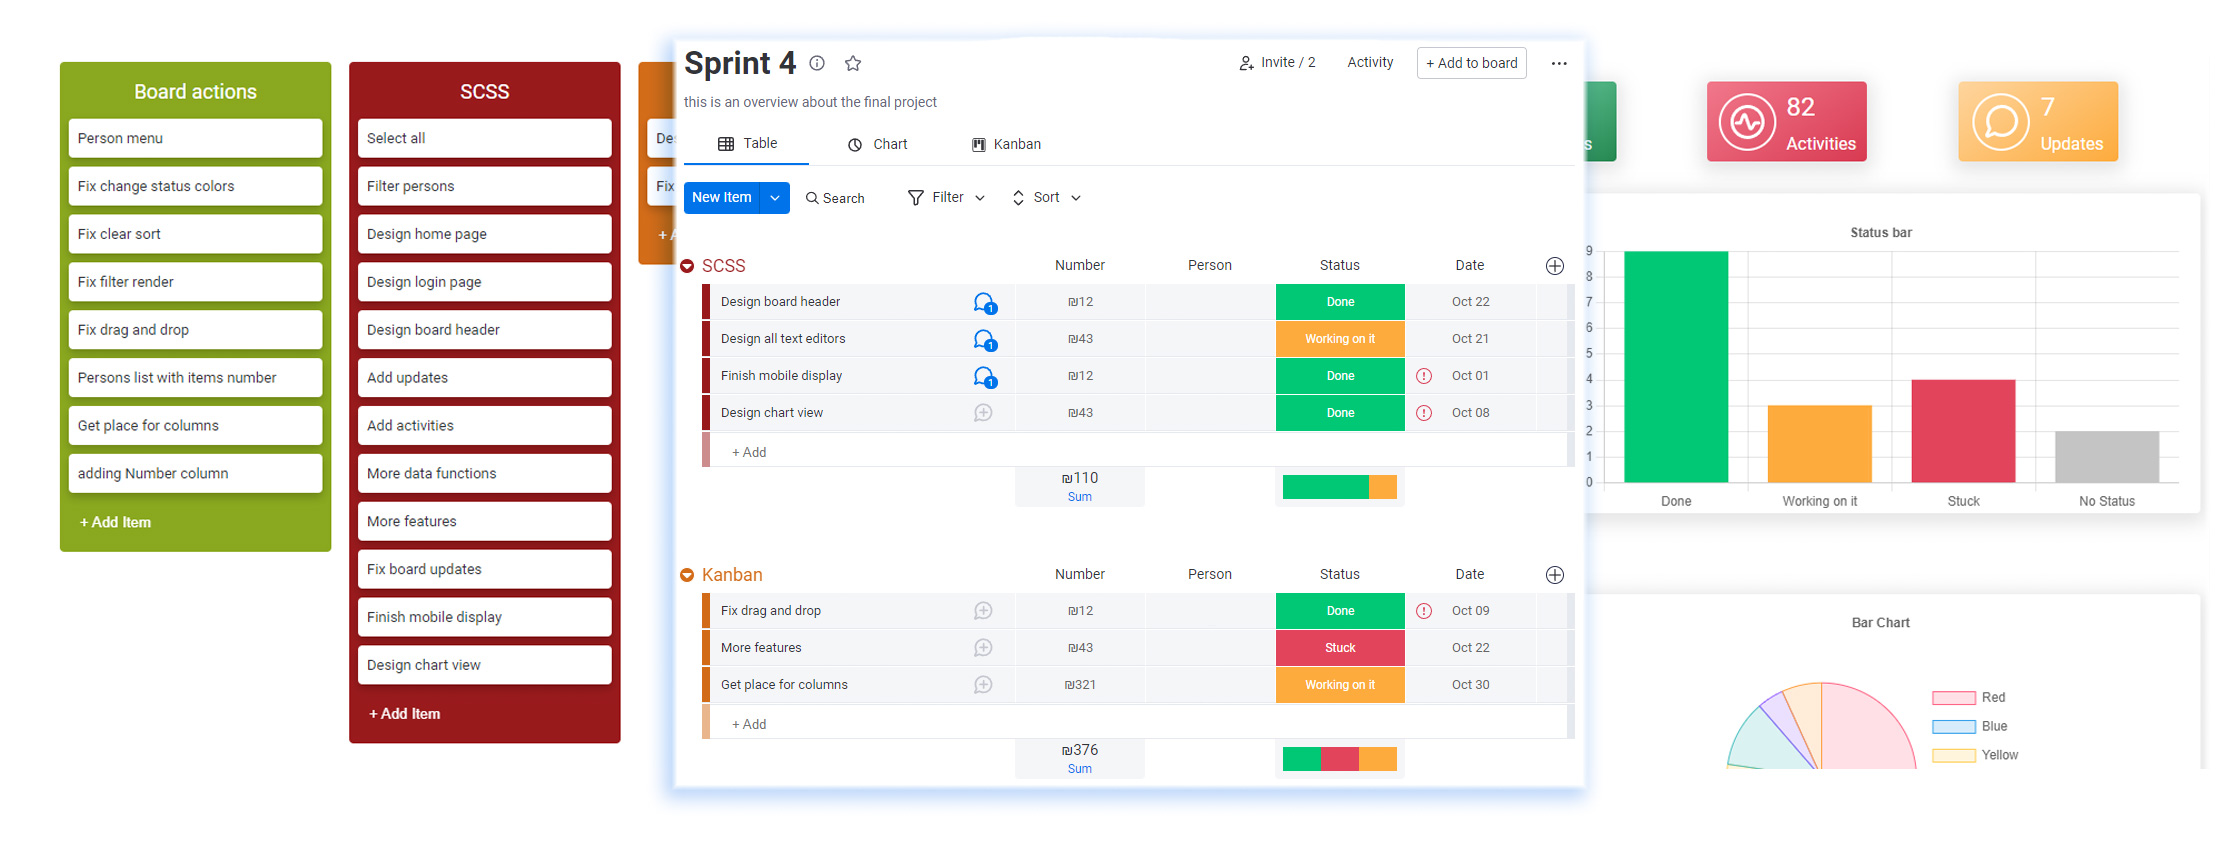 Board actions
Person menu
Fix change status colors
Fix clear sort
Fix filter render
Fix drag and drop
Persons list with items number
Get place for columns
adding Number column
+ Add Item
SCSS
Select all
Filter persons
Design home page
Design login page
Design board header
Add updates
Add activities
More data functions
More features
Fix board updates
Finish mobile display
Design chart view
+ Add Item
Fix
Sprint 4
Invite / 2 Activity + Add to board
this is an overview about the final project
Table Chart Kanban
New Item Search Filter Sort
SCSS Number Person Status Date
Design board header 1 ₪12 Done Oct 22
Design all text editors 1 ₪43 Working on it Oct 21
Finish mobile display 1 ₪12 Done Oct 01
Design chart view ₪43 Done Oct 08
+ Add
₪110
Sum
Kanban Number Person Status Date
Fix drag and drop ₪12 Done Oct 09
More features ₪43 Stuck Oct 22
Get place for columns ₪321 Working on it Oct 30
+ Add
₪376
Sum
82
Activities
7
Updates
Status bar
9
8
7
6
5
4
3
2
1
0
Done Working on it Stuck No Status
Bar Chart
Red
Blue
Yellow